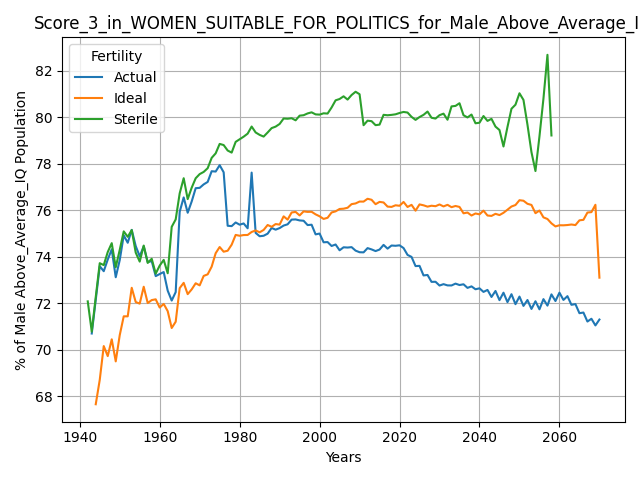 Score_3_in_WOMEN_SUITABLE_FOR_POLITICS_for_Male_Above_Average_I
Fertility
Actual
Ideal
Sterile
% of Male Above_Average_IQ Population
82
80
78
76
74
72
70
68
1940
1960
1980
2000
2020
2040
2060
Years